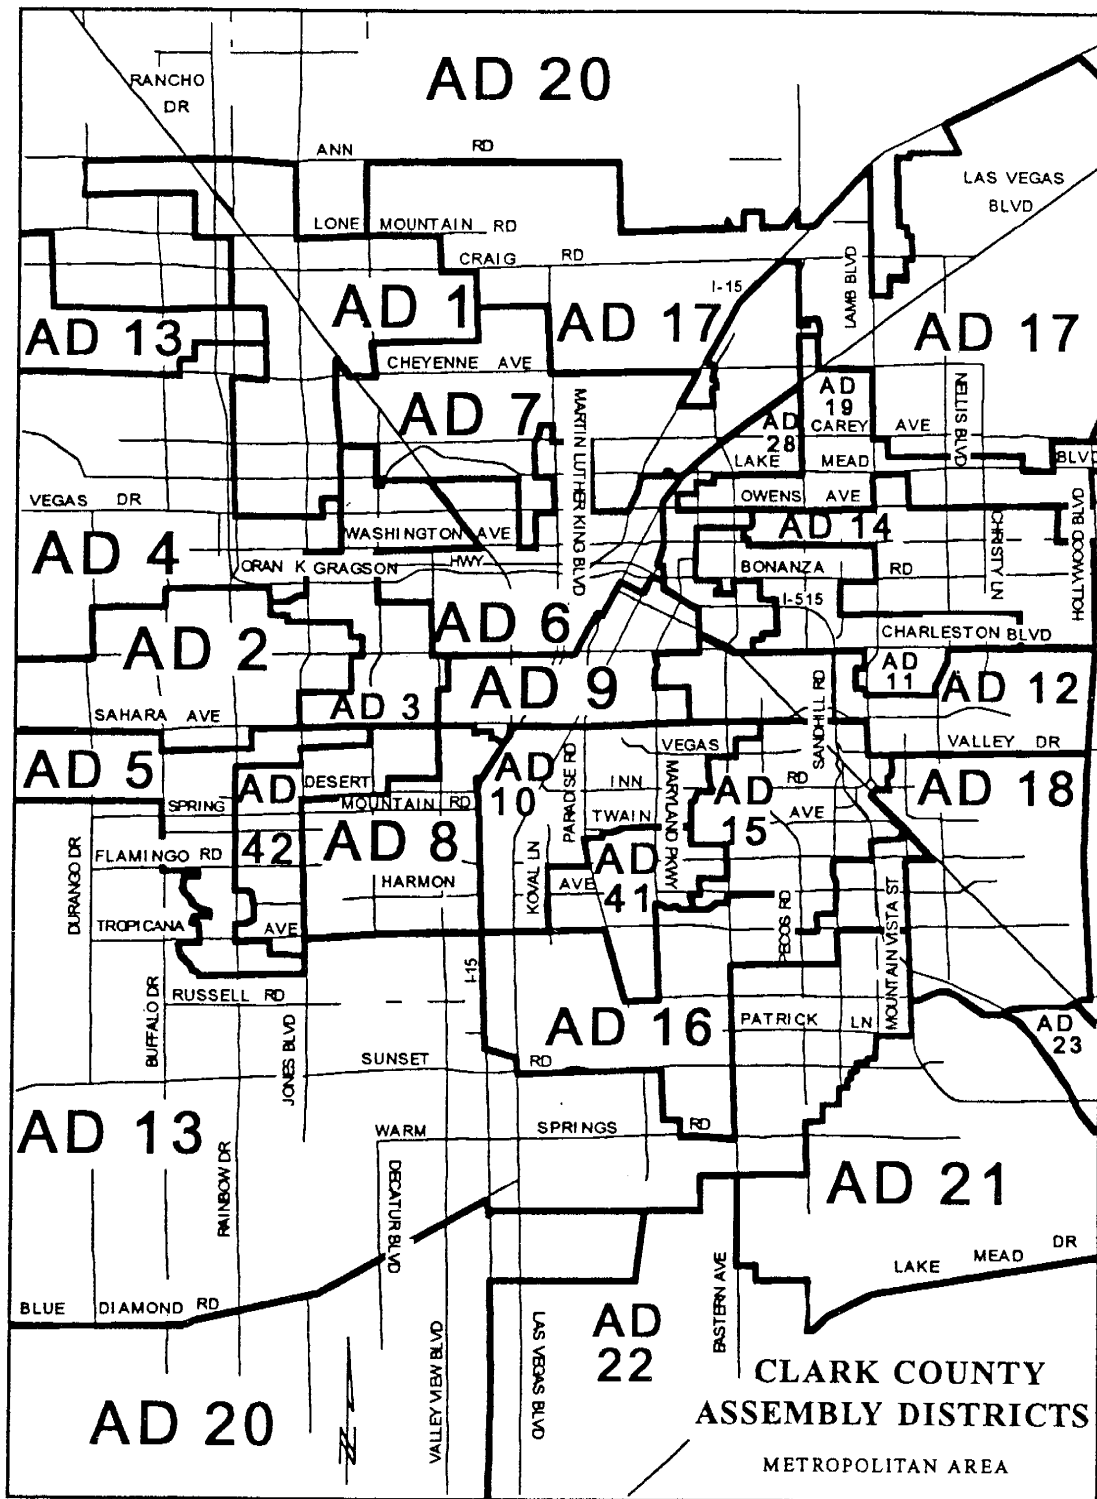 AD 20
RANCHO
DR
ANN RD
LAS VEGAS
BLVD
LONE MOUNTAIN RD
CRAIG RD
I-15
LAMB BLVD
AD 13
AD 1
AD 17
AD 17
CHEYENNE AVE
AD
19
NELLIS BLVD
MARTIN LUTHER KING BLVD
AD 7
AD
28
CAREY AVE
LAKE MEAD BLVD
VEGAS DR
OWENS AVE
HOLLYWOOD BLVD
CHRISTY LN
WASHINGTON AVE
AD 14
AD 4
ORAN K GRAGSON HWY
BONANZA RD
I-515
AD 2
AD 6
CHARLESTON BLVD
AD
11
AD 12
AD 9
SANDHILL RD
AD 3
SAHARA AVE
VEGAS VALLEY DR
AD 5
AD
42
DESERT INN RD
AD
10
PARADISE RD
MARYLAND PKWY
AD
15
AD 18
SPRING MOUNTAIN RD
TWAIN AVE
AD 8
DURANGO DR
FLAMINGO RD
KOVAL LN
AD
41
HARMON AVE
MOUNTAIN VISTA ST
TROPICANA AVE
PECOS RD
I-15
BUFFALO DR
RUSSELL RD
JONES BLVD
AD 16
PATRICK LN
AD
23
SUNSET RD
AD 13
WARM SPRINGS RD
RAINBOW DR
DECATUR BLVD
AD 21
LAKE MEAD DR
BLUE DIAMOND RD
EASTERN AVE
VALLEY VIEW BLVD
LAS VEGAS BLVD
AD
22
AD 20
CLARK COUNTY
ASSEMBLY DISTRICTS
METROPOLITAN AREA